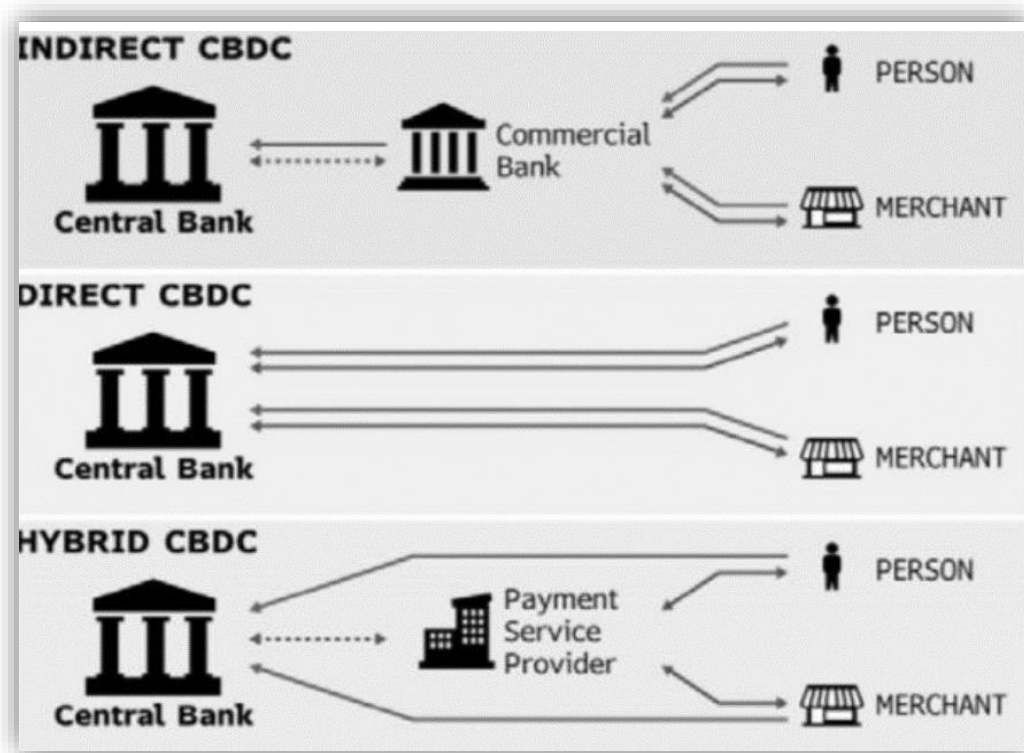 INDIRECT CBDC
PERSON
Commercial
Bank
Central Bank
MERCHANT
DIRECT CBDC
PERSON
Central Bank
MERCHANT
HYBRID CBDC
PERSON
Payment
Service
Provider
Central Bank
MERCHANT